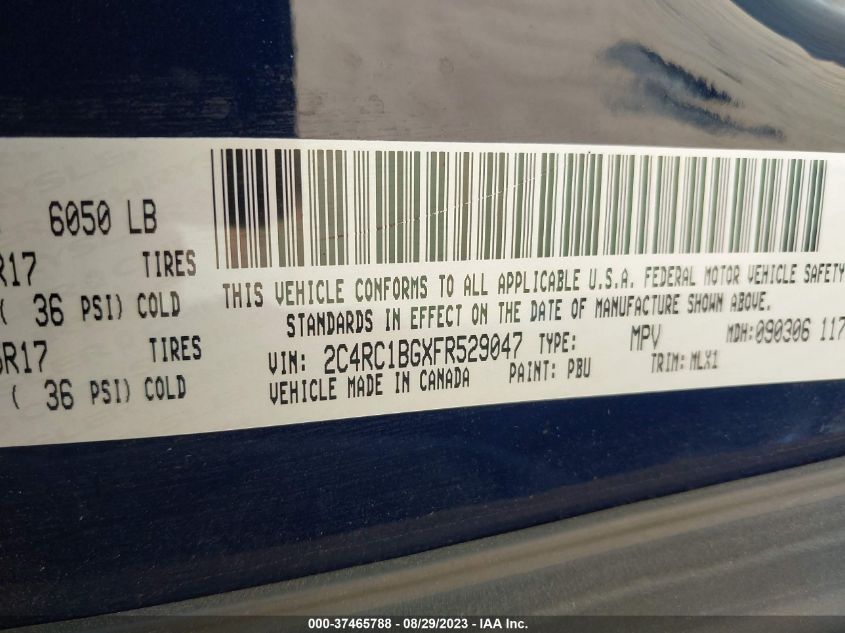 6050 LB
R17 TIRES
( 36 PSI) COLD
R17
( 36 PSI) COLD
THIS VEHICLE CONFORMS TO ALL APPLICABLE U.S.A. FEDERAL MOTOR VEHICLE SAFETY
STANDARDS IN EFFECT ON THE DATE OF MANUFACTURE SHOWN ABOVE.
VIN: 2C4RC1BGXFR529047 TYPE: MPV MDH:090306 117
VEHICLE MADE IN CANADA PAINT: PBU TRIM: MLX1
000-37465788 - 08/29/2023 - IAA Inc.